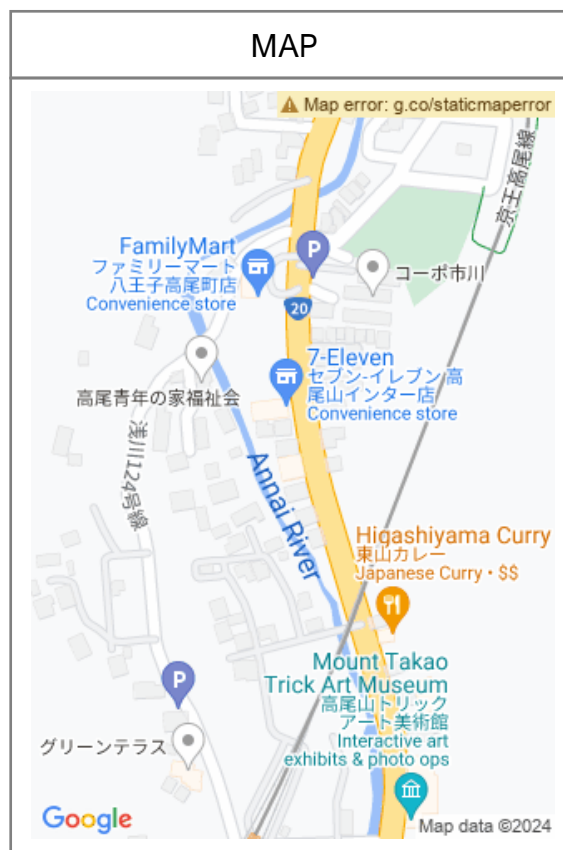 MAP
Map error: g.co/staticmaperror
京王高尾線
FamilyMart
ファミリーマート
八王子高尾町店
Convenience store
P
コーポ市川
20
7-Eleven
セブン-イレブン 高
尾山インター店
Convenience store
高尾青年の家福祉会
浅川124号線
Annai River
Higashiyama Curry
東山カレー
Japanese Curry • $$
Mount Takao
Trick Art Museum
高尾山トリック
アート美術館
Interactive art
exhibits & photo ops
P
グリーンテラス
Google
Map data ©2024